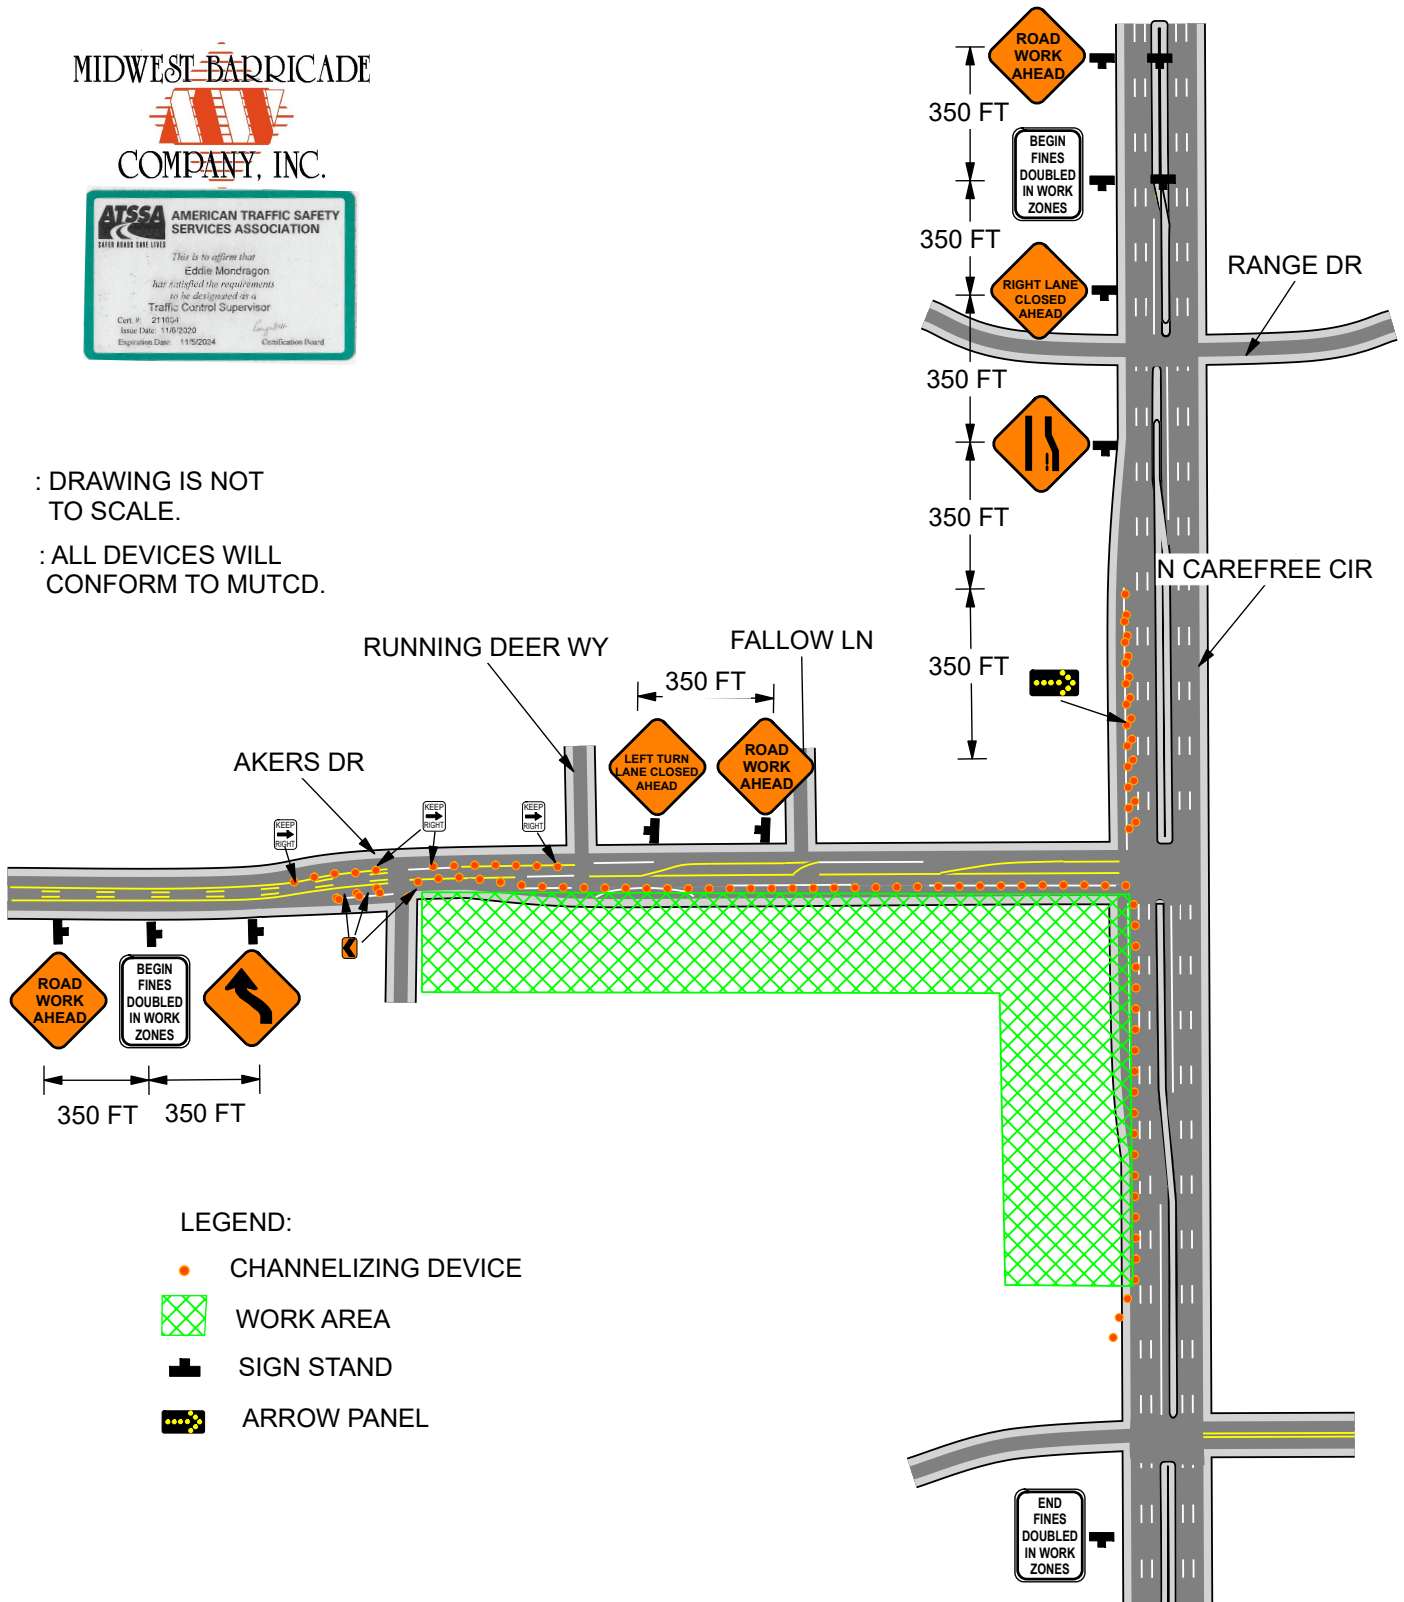 MIDWEST BARRICADE
COMPANY, INC.
ATSSA
SAFER ROADS SAVE LIVES
AMERICAN TRAFFIC SAFETY
SERVICES ASSOCIATION
This is to affirm that
Eddie Mondragon
has satisfied the requirements
to be designated as a
Traffic Control Supervisor
Cert. #: 211004
Issue Date: 11/6/2020
Expiration Date: 11/5/2024
Certification Board
: DRAWING IS NOT
TO SCALE.
: ALL DEVICES WILL
CONFORM TO MUTCD.
ROAD
WORK
AHEAD
350 FT
BEGIN
FINES
DOUBLED
IN WORK
ZONES
350 FT
RIGHT LANE
CLOSED
AHEAD
RANGE DR
350 FT
350 FT
N CAREFREE CIR
350 FT
RUNNING DEER WY
FALLOW LN
350 FT
AKERS DR
LEFT TURN
LANE CLOSED
AHEAD
ROAD
WORK
AHEAD
KEEP
RIGHT
KEEP
RIGHT
KEEP
RIGHT
ROAD
WORK
AHEAD
BEGIN
FINES
DOUBLED
IN WORK
ZONES
350 FT
350 FT
LEGEND:
CHANNELIZING DEVICE
WORK AREA
SIGN STAND
ARROW PANEL
END
FINES
DOUBLED
IN WORK
ZONES